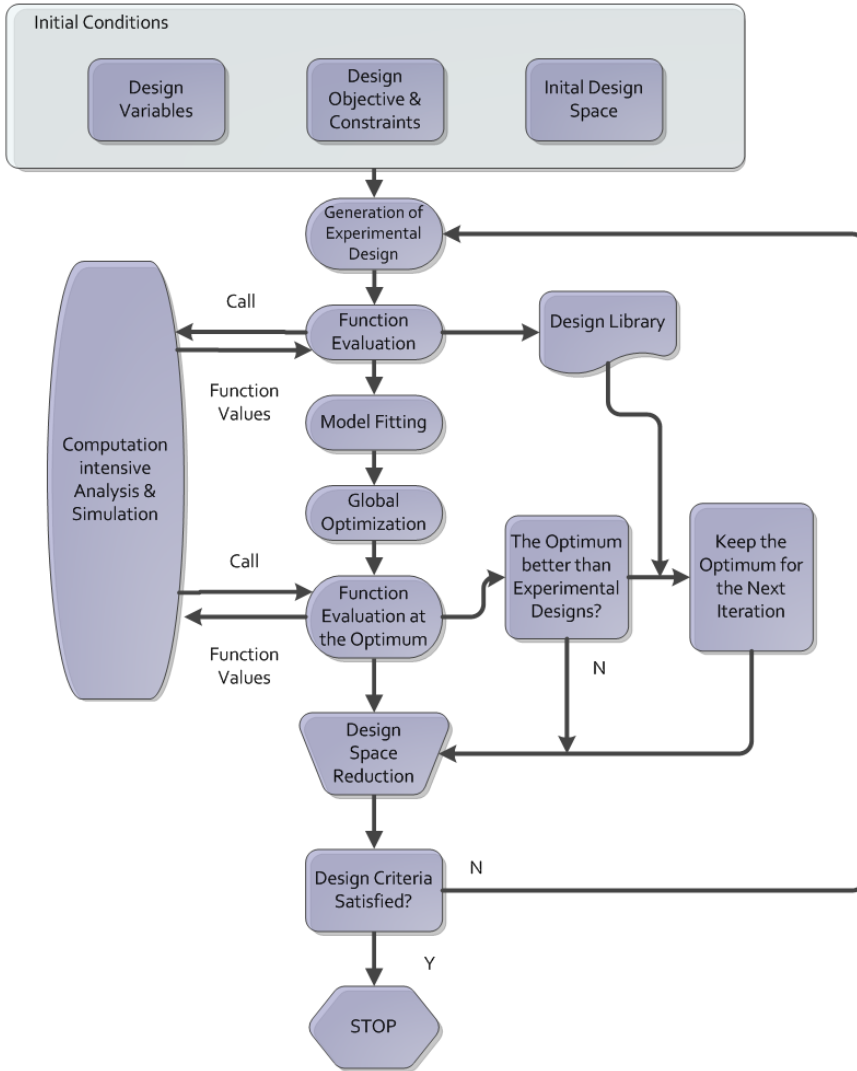 Initial Conditions
Design
Variables
Design
Objective &
Constraints
Inital Design
Space
Generation of
Experimental
Design
Call
Function
Evaluation
Design Library
Function
Values
Model Fitting
Computation
intensive
Analysis &
Simulation
Global
Optimization
The Optimum
better than
Experimental
Designs?
Keep the
Optimum for
the Next
Iteration
Call
Function
Evaluation at
the Optimum
Function
Values
N
Design
Space
Reduction
Design Criteria
Satisfied?
N
Y
STOP